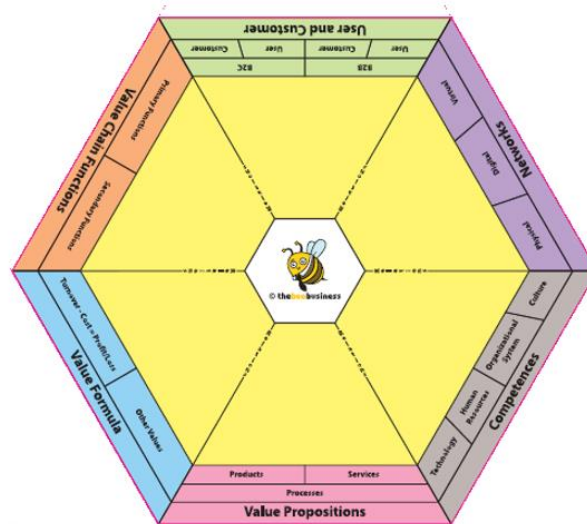 User and Customer
User
Customer
User
Customer
B2B
B2C
Networks
Virtual
Digital
Physical
Competences
Culture
Organizational
System
Human
Resources
Technology
Value Propositions
Processes
Products
Services
Value Formula
Turnover - Cost = Profit/Loss
Other Values
Value Chain Functions
Primary Functions
Secondary Functions
© thebeebusiness